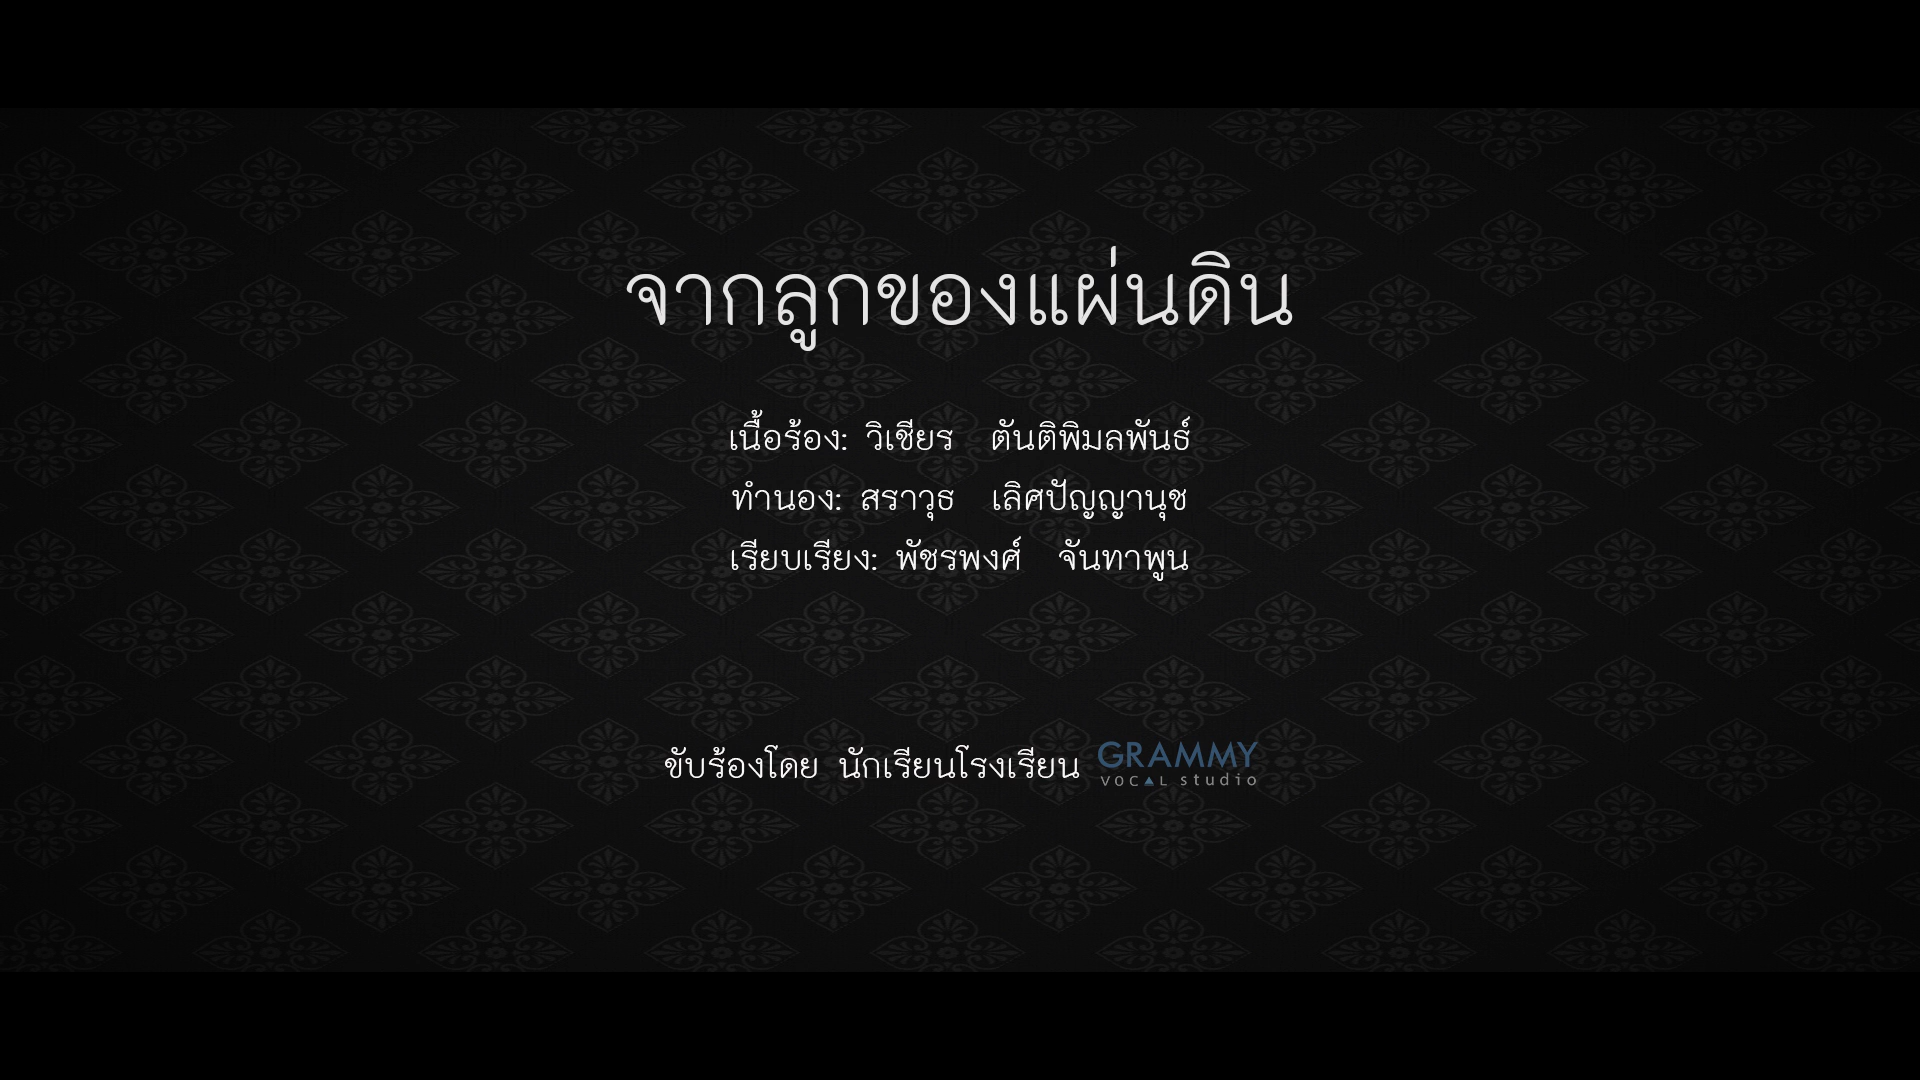 จากลูกของแผ่นดิน
เนื้อร้อง: วิเชียร ตันติพิมลพันธ์
ทำนอง: สราวุธ เลิศปัญญานุช
เรียบเรียง: พัชรพงศ์ จันทาพูน
ขับร้องโดย นักเรียนโรงเรียน GRAMMY VOCAL studio